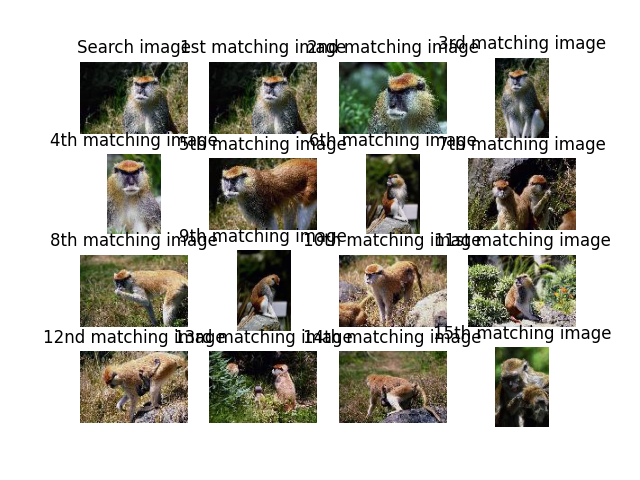 Search image
1st matching image
2nd matching image
3rd matching image
4th matching image
5th matching image
6th matching image
7th matching image
8th matching image
9th matching image
10th matching image
11st matching image
12nd matching image
13rd matching image
14th matching image
15th matching image